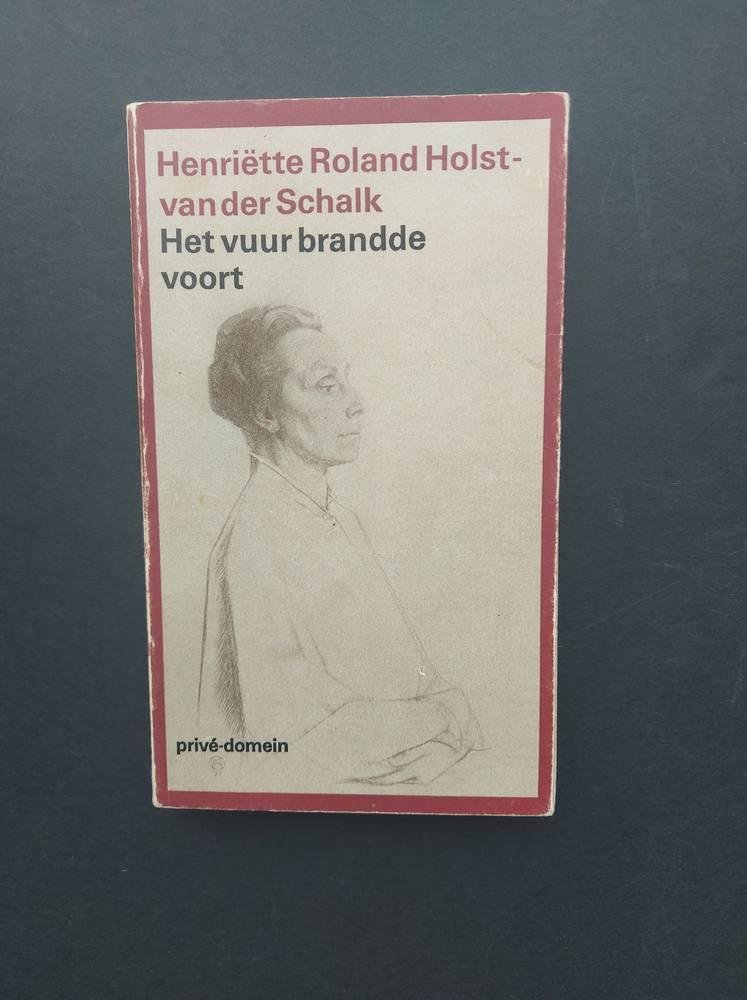 Henriëtte Roland Holst-
van der Schalk
Het vuur brandde
voort
privé-domein